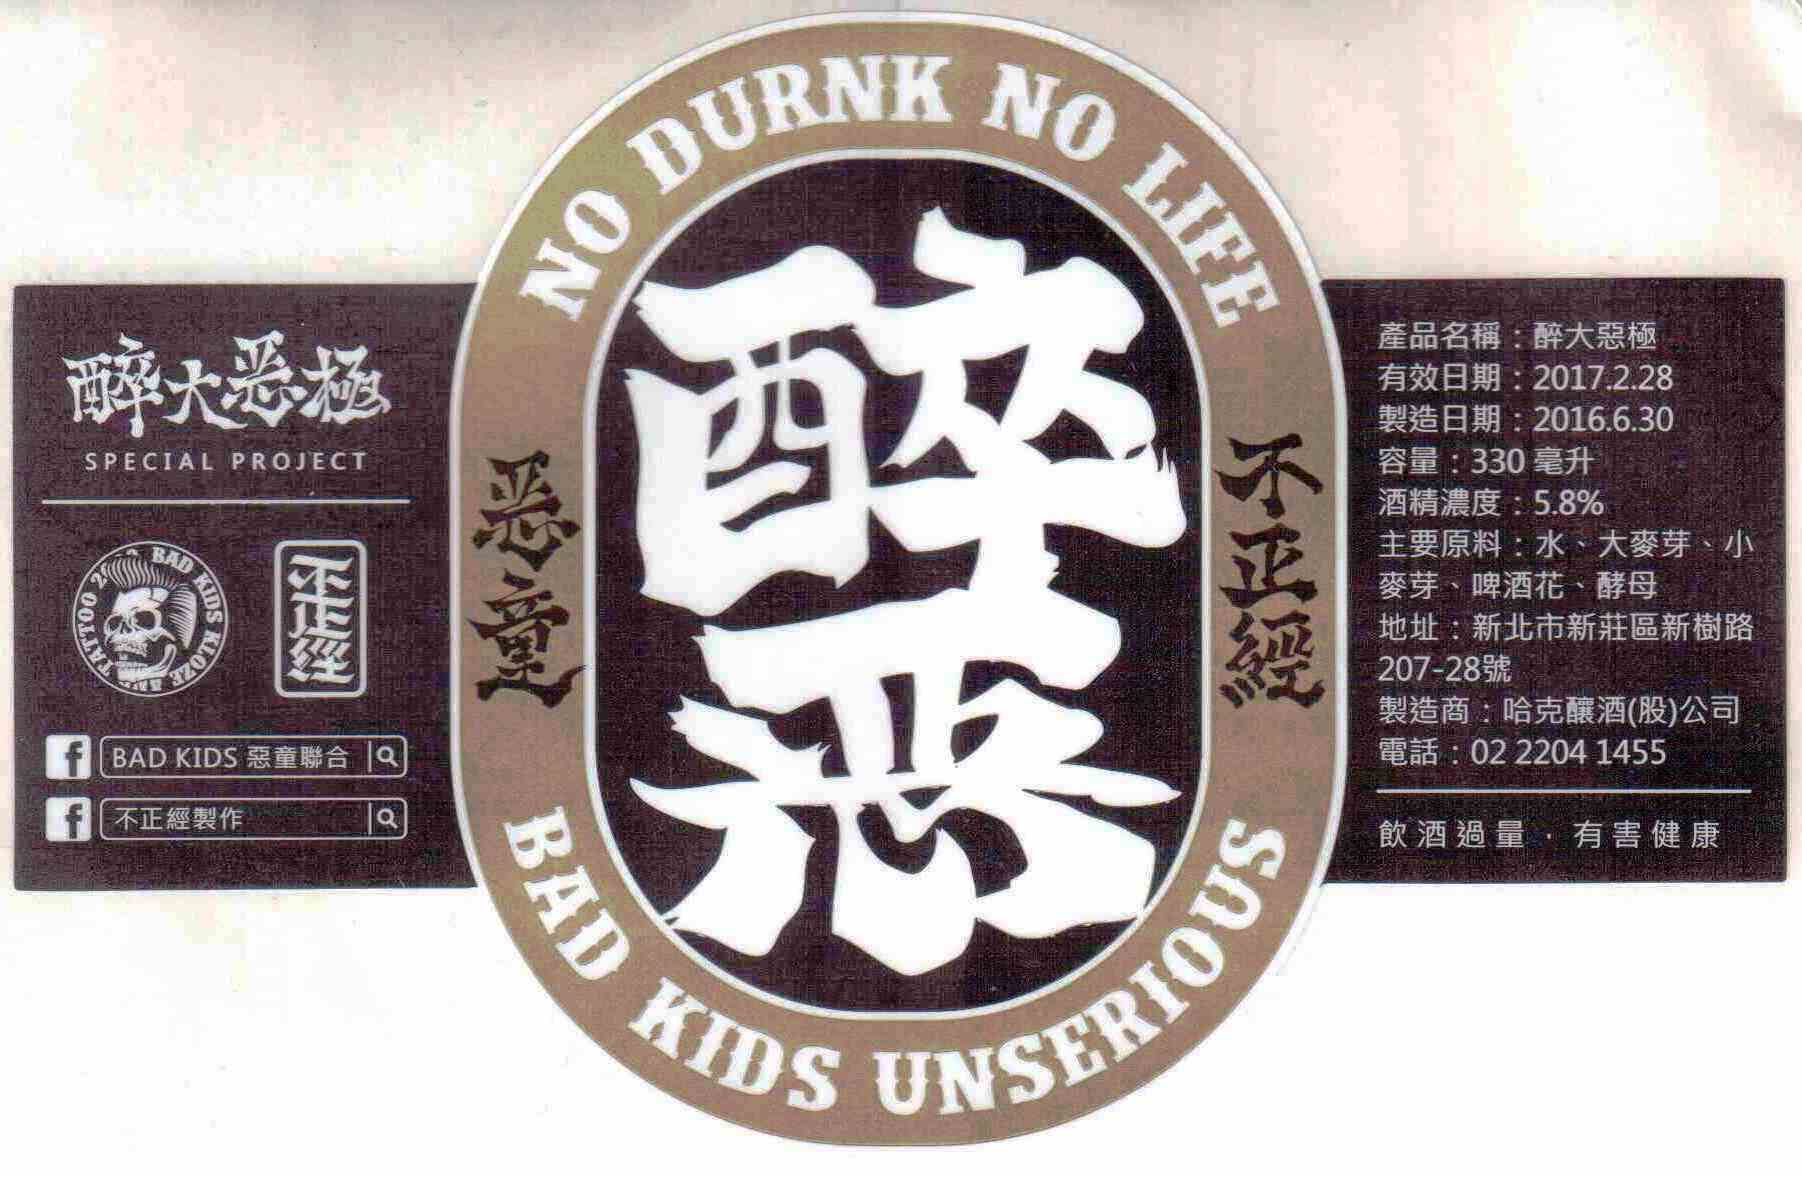 NO DURNK NO LIFE
醉
恶
恶童
不正經
BAD KIDS UNSERIOUS
醉大恶極
SPECIAL PROJECT
BAD KIDS KLOZE
TATTOO
不正經
f BAD KIDS 惡童聯合
f 不正經製作
產品名稱：醉大惡極
有效日期：2017.2.28
製造日期：2016.6.30
容量：330 毫升
酒精濃度：5.8%
主要原料：水、大麥芽、小
麥芽、啤酒花、酵母
地址：新北市新莊區新樹路
207-28號
製造商：哈克釀酒(股)公司
電話：02 2204 1455
飲酒過量．有害健康